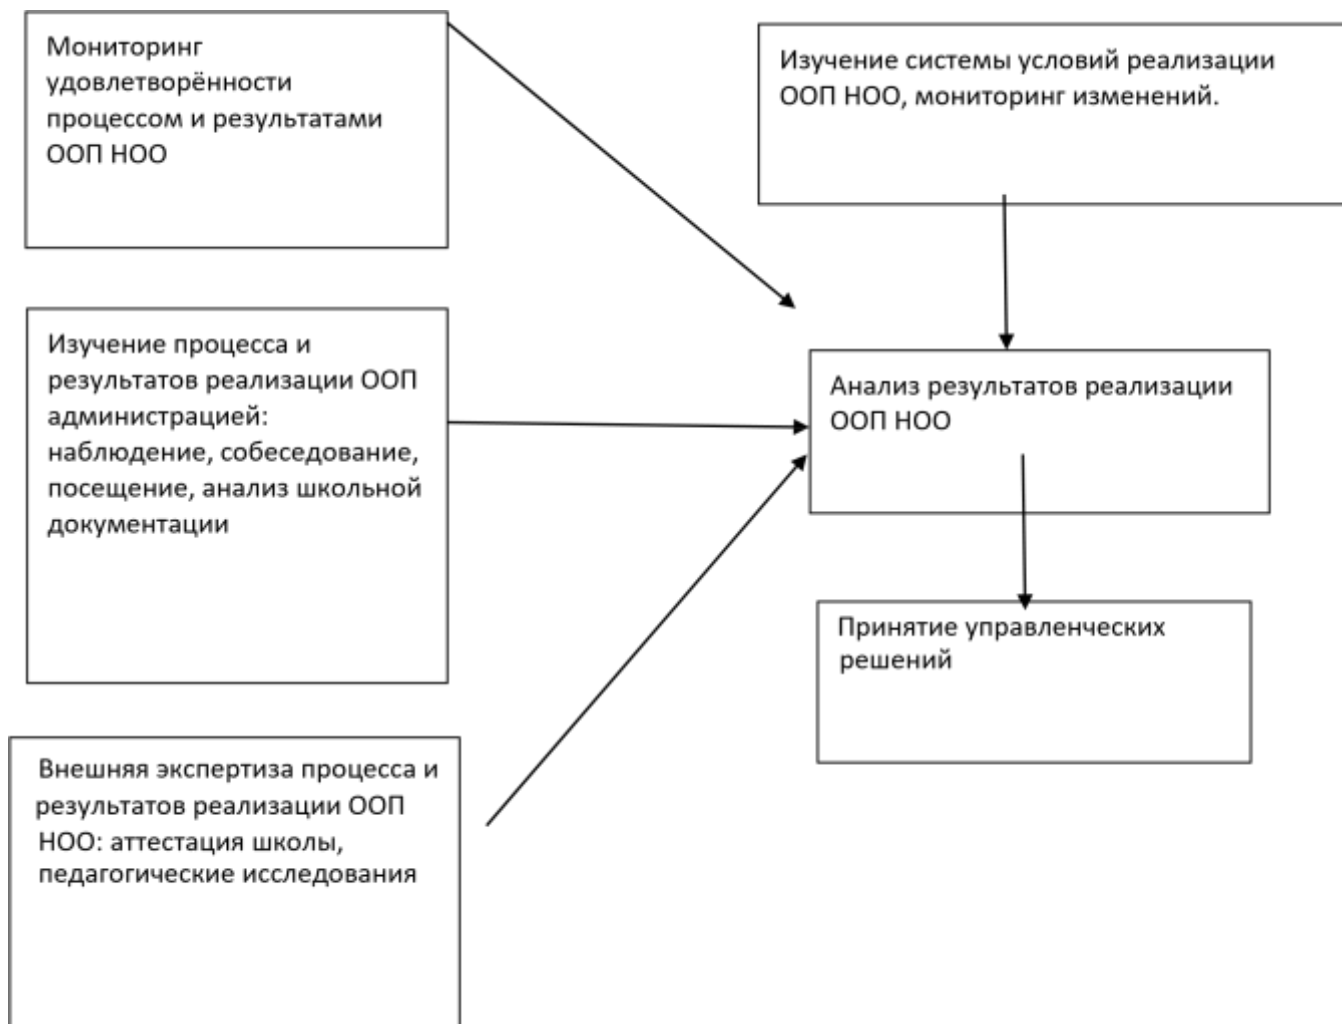 Мониторинг
удовлетворённости
процессом и результатами
ООП НОО
Изучение системы условий реализации
ООП НОО, мониторинг изменений.
Изучение процесса и
результатов реализации ООП
администрацией:
наблюдение, собеседование,
посещение, анализ школьной
документации
Анализ результатов реализации
ООП НОО
Принятие управленческих
решений
Внешняя экспертиза процесса и
результатов реализации ООП
НОО: аттестация школы,
педагогические исследования